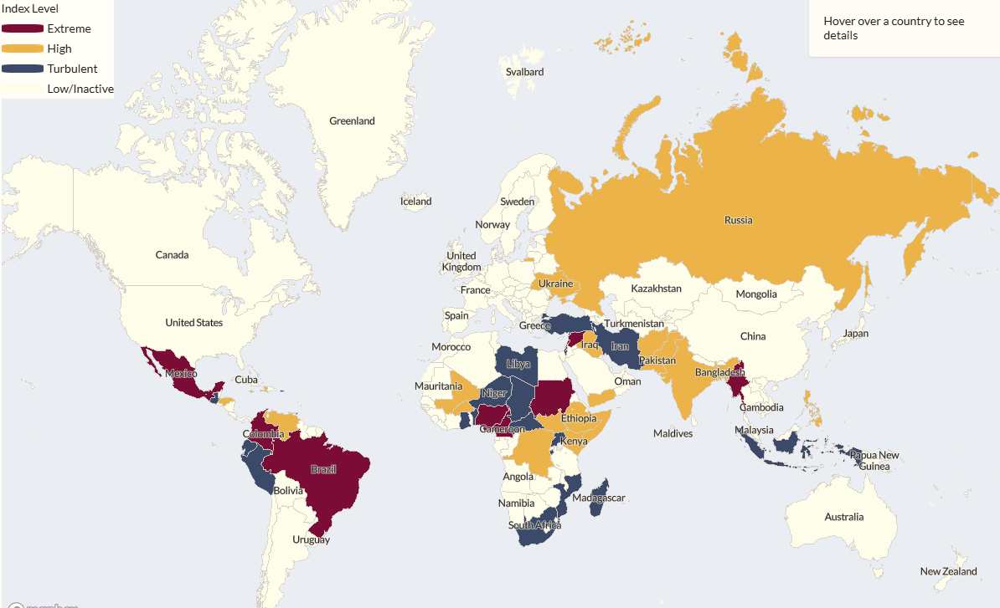 Index Level
Extreme
High
Turbulent
Low/Inactive
Hover over a country to see
details
Svalbard
Greenland
Iceland
Sweden
Norway
Russia
Canada
United
Kingdom
Ukraine
France
Kazakhstan
Mongolia
Spain
United States
Greece
Turkmenistan
China
Japan
Morocco
Iraq
Iran
Libya
Pakistan
Mexico
Cuba
Bangladesh
Oman
Mauritania
Niger
Cambodia
Ethiopia
Colombia
Cameroon
Maldives
Malaysia
Kenya
Papua New
Guinea
Brazil
Angola
Bolivia
Madagascar
Namibia
Australia
South Africa
Uruguay
New Zealand